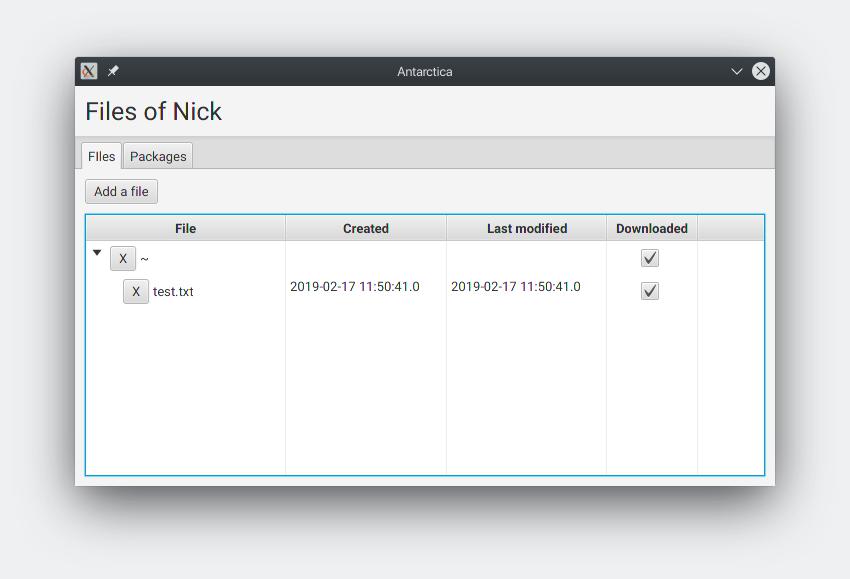 Antarctica
Files of Nick
FIles Packages
Add a file
File Created Last modified Downloaded
X ~
X test.txt 2019-02-17 11:50:41.0 2019-02-17 11:50:41.0